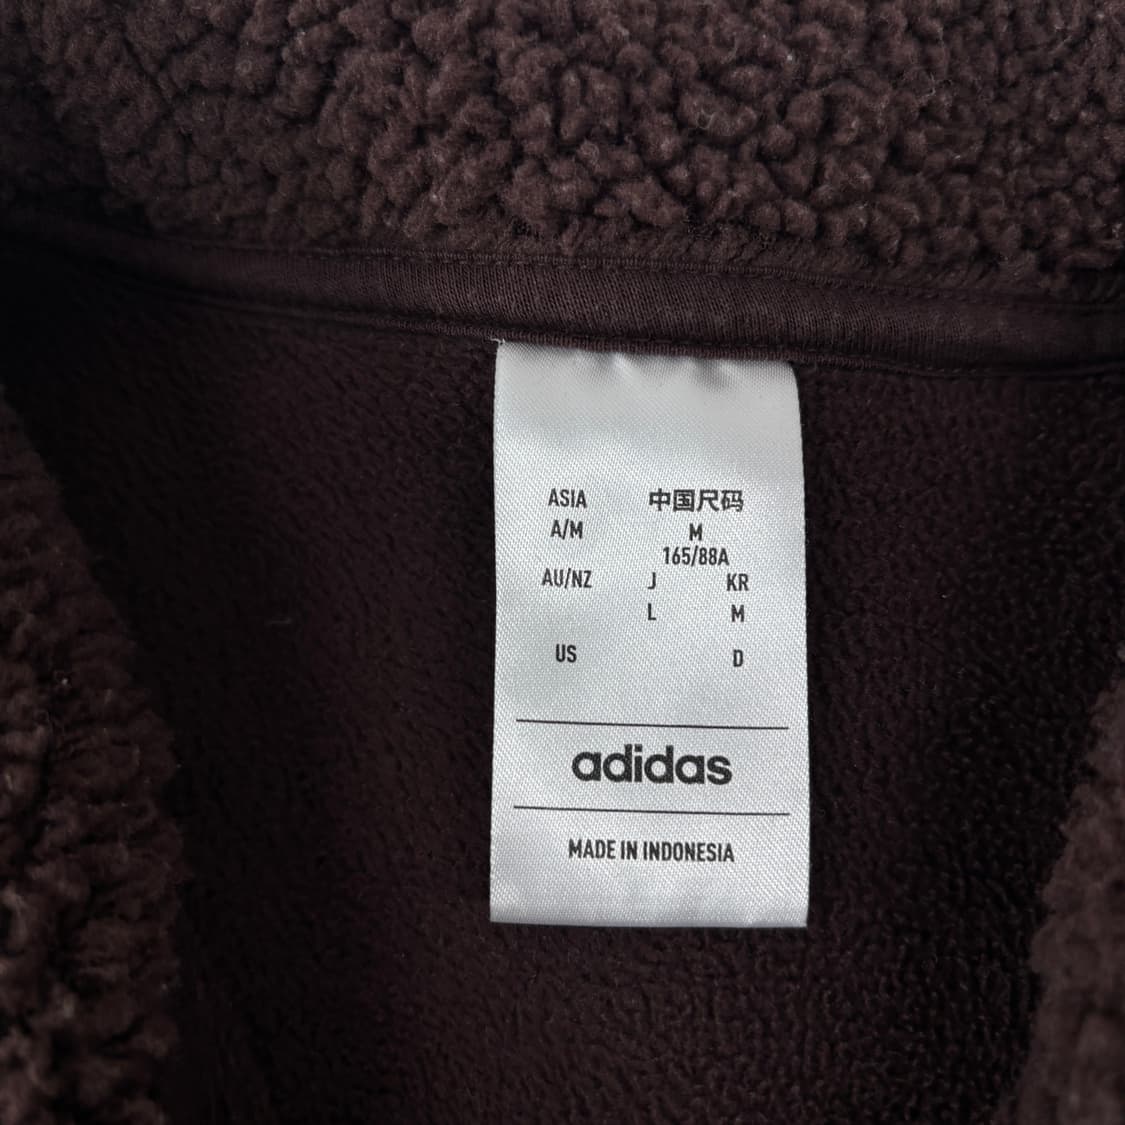 ASIA 中国尺码
A/M M
165/88A
AU/NZ J KR
L M
US D
adidas
MADE IN INDONESIA